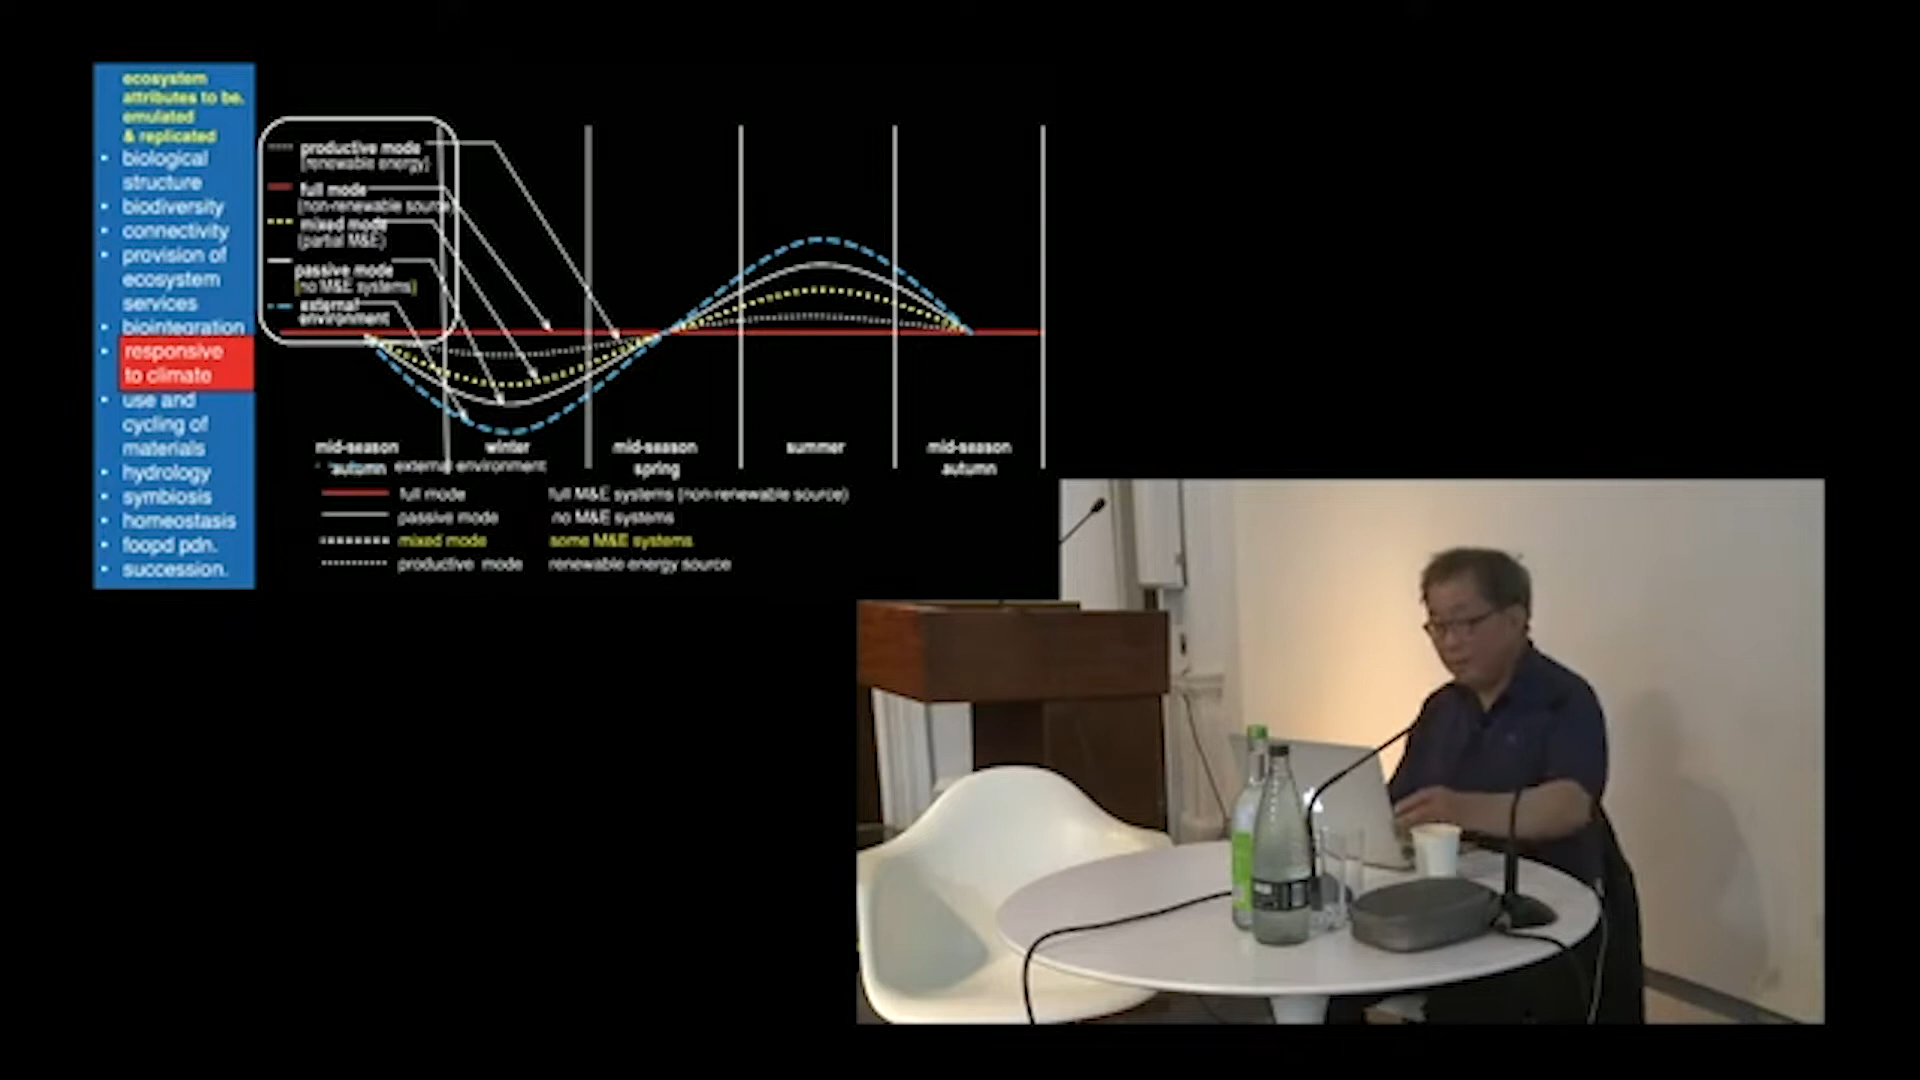 ecosystem
attributes to be.
emulated
& replicated
• biological
structure
• biodiversity
• connectivity
• provision of
ecosystem
services
• biointegration
• responsive
to climate
• use and
cycling of
materials
• hydrology
• symbiosis
• homeostasis
• foopd pdn.
• succession.
productive mode
(renewable energy)
full mode
(non-renewable source)
mixed mode
(partial M&E)
passive mode
(no M&E systems)
external
environment
mid-season
autumn
winter
mid-season
spring
summer
mid-season
autumn
external environment
full mode full M&E systems (non-renewable source)
passive mode no M&E systems
mixed mode some M&E systems
productive mode renewable energy source